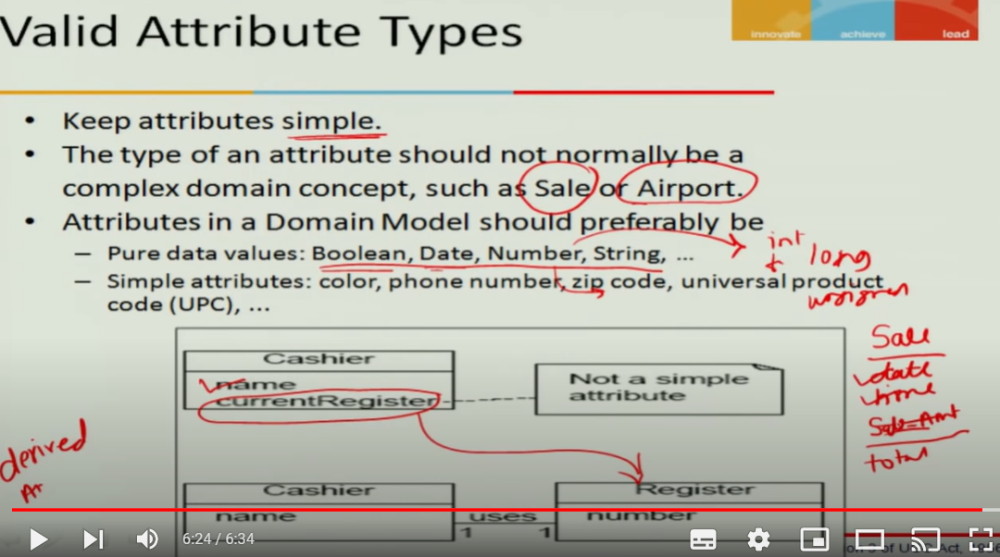 Valid Attribute Types
innovate achieve lead
• Keep attributes simple.
• The type of an attribute should not normally be a
complex domain concept, such as Sale or Airport.
• Attributes in a Domain Model should preferably be
– Pure data values: Boolean, Date, Number, String, ...
int
long
– Simple attributes: color, phone number, zip code, universal product
code (UPC), ...
Cashier
name
currentRegister
Not a simple
attribute
Sale
date
time
Sale-Amt
total
derived
Cashier
name
uses
1 1
Register
number
6:24 / 6:34